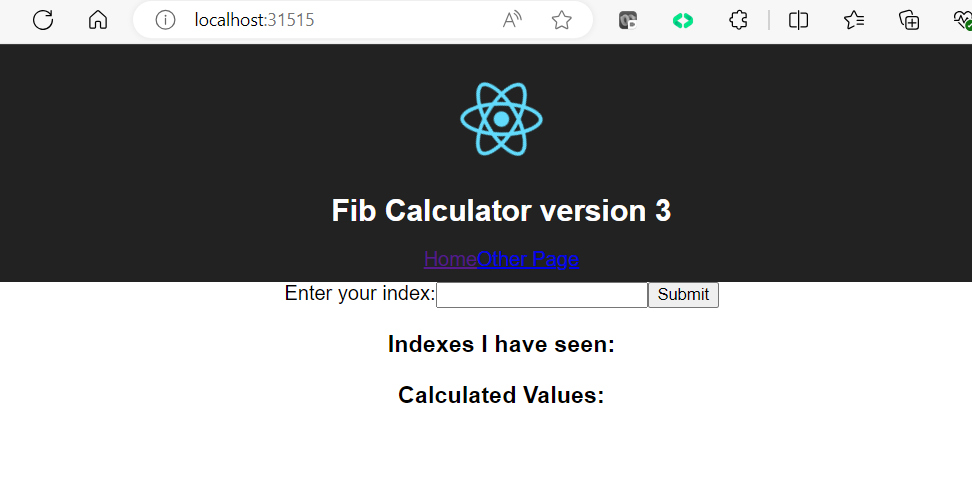 localhost:31515
Fib Calculator version 3
HomeOther Page
Enter your index: Submit
Indexes I have seen:
Calculated Values: